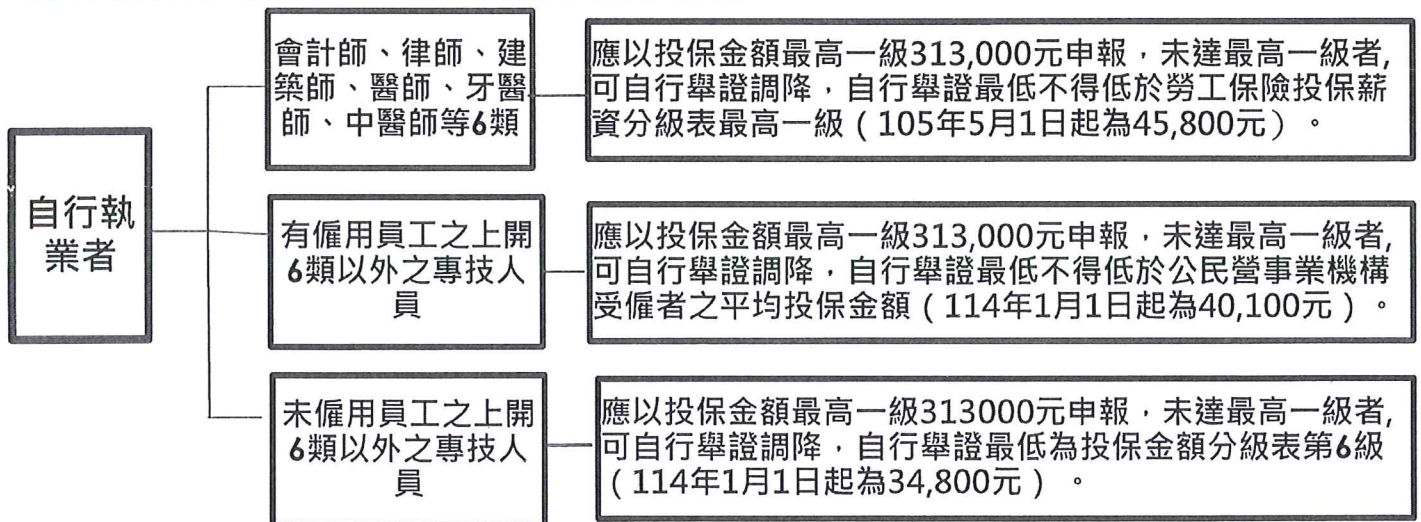 自行執
業者
會計師、律師、建
築師、醫師、牙醫
師、中醫師等6類
應以投保金額最高一級313,000元申報，未達最高一級者,
可自行舉證調降，自行舉證最低不得低於勞工保險投保薪
資分級表最高一級（105年5月1日起為45,800元）。
有僱用員工之上開
6類以外之專技人
員
應以投保金額最高一級313,000元申報，未達最高一級者,
可自行舉證調降，自行舉證最低不得低於公民營事業機構
受僱者之平均投保金額（114年1月1日起為40,100元）。
未僱用員工之上開
6類以外之專技人
員
應以投保金額最高一級313000元申報，未達最高一級者,
可自行舉證調降，自行舉證最低為投保金額分級表第6級
（114年1月1日起為34,800元）。